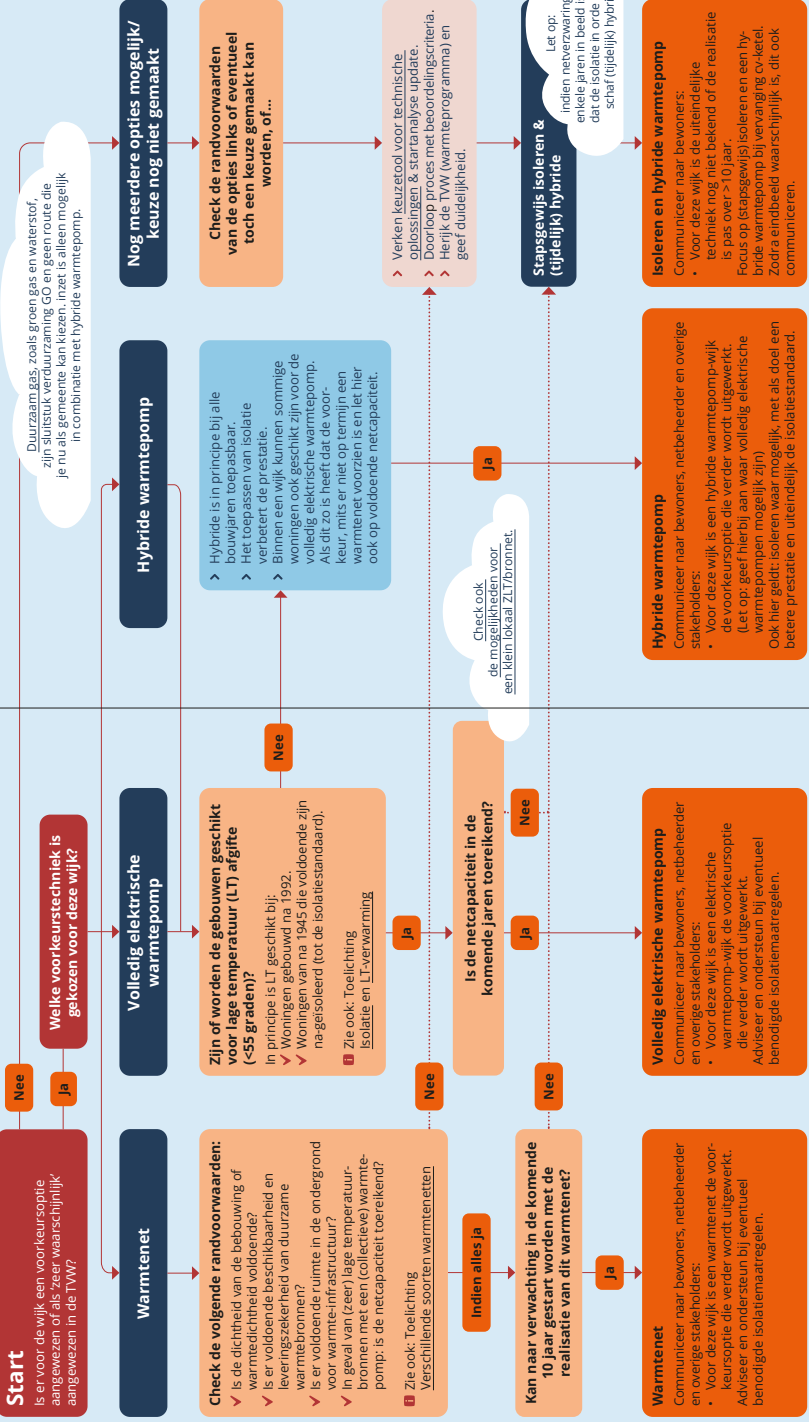 Start
Is er voor de wijk een voorkeursoptie
aangewezen of als ‘zeer waarschijnlijk’
aangewezen in de TVW?
Nee
Ja
Welke voorkeurstechniek is
gekozen voor deze wijk?
Duurzaam gas, zoals groen gas en waterstof,
zijn sluitstuk verduurzaming GO en geen route die
je nu als gemeente kan kiezen. inzet is alleen mogelijk
in combinatie met hybride warmtepomp.
Warmtenet
Volledig elektrische
warmtepomp
Hybride warmtepomp
Nog meerdere opties mogelijk/
keuze nog niet gemaakt
Check de volgende randvoorwaarden:
Is de dichtheid van de bebouwing of
warmtedichtheid voldoende?
Is er voldoende beschikbaarheid en
leveringszekerheid van duurzame
warmtebronnen?
Is er voldoende ruimte in de ondergrond
voor warmte-infrastructuur?
In geval van (zeer) lage temperatuur-
bronnen met een (collectieve) warmte-
pomp: is de netcapaciteit toereikend?
i Zie ook: Toelichting
Verschillende soorten warmtenetten
Zijn of worden de gebouwen geschikt
voor lage temperatuur (LT) afgifte
(<55 graden)?
In principe is LT geschikt bij:
Woningen gebouwd na 1992.
Woningen van na 1945 die voldoende zijn
na-geïsoleerd (tot de isolatiestandaard).
i Zie ook: Toelichting
Isolatie en LT-verwarming
Nee
> Hybride is in principe bij alle
bouwjaren toepasbaar.
> Het toepassen van isolatie
verbetert de prestatie.
> Binnen een wijk kunnen sommige
woningen ook geschikt zijn voor de
volledig elektrische warmtepomp.
Als dit zo is heeft dat de voor-
keur, mits er niet op termijn een
warmtenet voorzien is en let hier
ook op voldoende netcapaciteit.
Check de randvoorwaarden
van de opties links of eventueel
toch een keuze gemaakt kan
worden, of...
> Verken keuzetool voor technische
oplossingen & startanalyse update.
> Doorloop proces met beoordelingscriteria.
> Herijk de TVW (warmteprogramma) en
geef duidelijkheid.
Indien alles ja
Nee
Ja
Is de netcapaciteit in de
komende jaren toereikend?
Check ook
de mogelijkheden voor
een klein lokaal ZLT/bronnet.
Ja
Kan naar verwachting in de komende
10 jaar gestart worden met de
realisatie van dit warmtenet?
Nee
Ja
Nee
Stapsgewijs isoleren &
(tijdelijk) hybride
Let op:
indien netverzwaring
enkele jaren in beeld is
dat de isolatie in orde
schaf (tijdelijk) hybri
Ja
Warmtenet
Communiceer naar bewoners, netbeheerder
en overige stakeholders:
• Voor deze wijk is een warmtenet de voor-
keursoptie die verder wordt uitgewerkt.
Adviseer en ondersteun bij eventueel
benodigde isolatiemaatregelen.
Volledig elektrische warmtepomp
Communiceer naar bewoners, netbeheerder
en overige stakeholders:
• Voor deze wijk is een elektrische
warmtepomp-wijk de voorkeursoptie
die verder wordt uitgewerkt.
Adviseer en ondersteun bij eventueel
benodigde isolatiemaatregelen.
Hybride warmtepomp
Communiceer naar bewoners, netbeheerder en overige
stakeholders:
• Voor deze wijk is een hybride warmtepomp-wijk
de voorkeursoptie die verder wordt uitgewerkt.
(Let op: geef hierbij aan waar volledig elektrische
warmtepompen mogelijk zijn)
Ook hier geldt: isoleren waar mogelijk, met als doel een
betere prestatie en uiteindelijk de isolatiestandaard.
Isoleren en hybride warmtepomp
Communiceer naar bewoners:
• Voor deze wijk is de uiteindelijke
techniek nog niet bekend of de realisatie
is pas over >10 jaar.
Focus op (stapsgewijs) isoleren en een hy-
bride warmtepomp bij vervanging cv-ketel.
Zodra eindbeeld waarschijnlijk is, dit ook
communiceren.